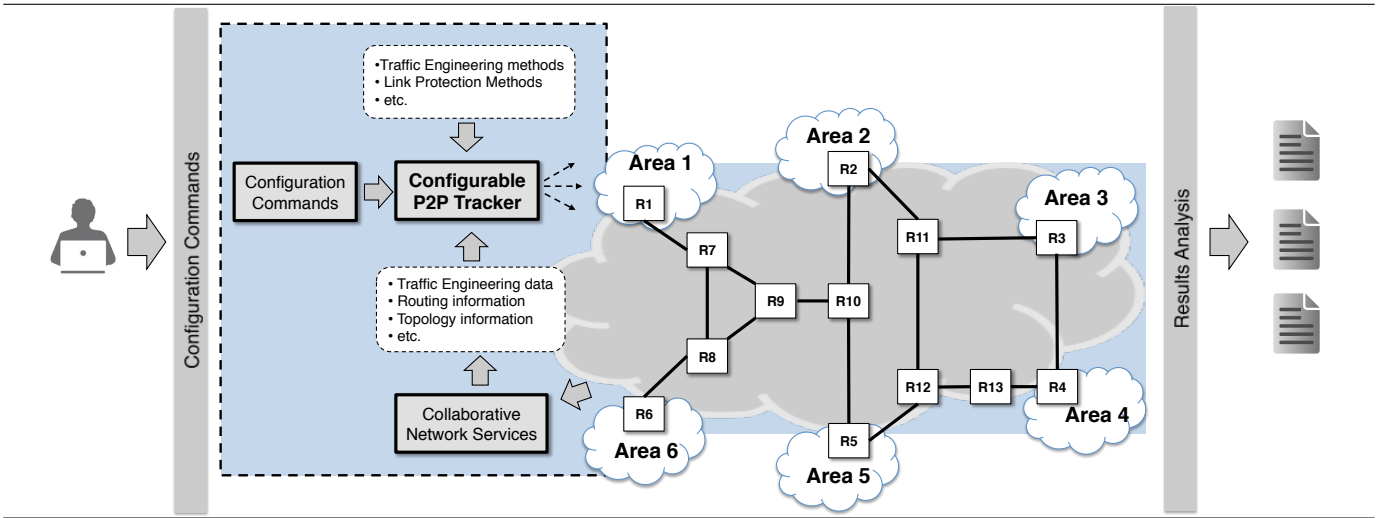 Configuration Commands
•Traffic Engineering methods
• Link Protection Methods
• etc.
Configuration
Commands
Configurable
P2P Tracker
• Traffic Engineering data
• Routing information
• Topology information
• etc.
Collaborative
Network Services
Area 1
R1
Area 2
R2
Area 3
R3
R11
R7
R9
R10
R8
R12
R13
R4
Area 4
R6
Area 6
R5
Area 5
Results Analysis